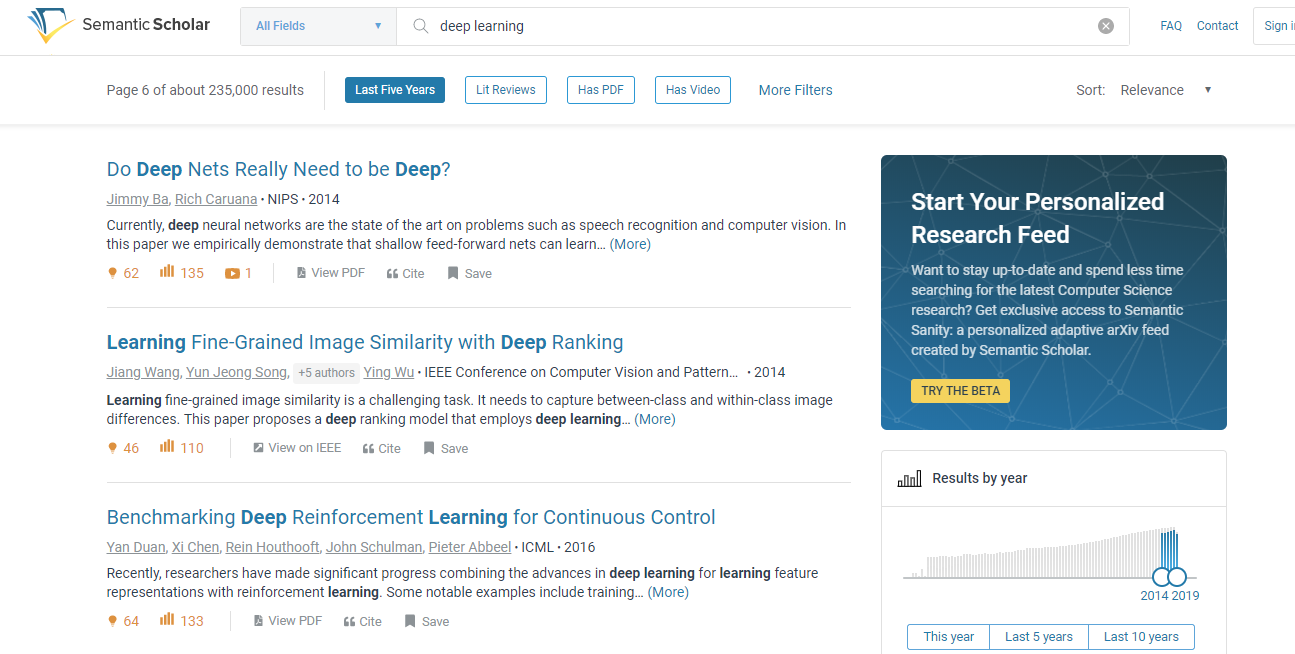 Semantic Scholar
All Fields ▼
deep learning
FAQ Contact
Page 6 of about 235,000 results
Last Five Years
Lit Reviews
Has PDF
Has Video
More Filters
Sort: Relevance ▼
Do Deep Nets Really Need to be Deep?
Jimmy Ba, Rich Caruana • NIPS • 2014
Currently, deep neural networks are the state of the art on problems such as speech recognition and computer vision. In
this paper we empirically demonstrate that shallow feed-forward nets can learn… (More)
62 135 1 View PDF Cite Save
Learning Fine-Grained Image Similarity with Deep Ranking
Jiang Wang, Yun Jeong Song, +5 authors Ying Wu • IEEE Conference on Computer Vision and Pattern… • 2014
Learning fine-grained image similarity is a challenging task. It needs to capture between-class and within-class image
differences. This paper proposes a deep ranking model that employs deep learning… (More)
46 110 View on IEEE Cite Save
Benchmarking Deep Reinforcement Learning for Continuous Control
Yan Duan, Xi Chen, Rein Houthooft, John Schulman, Pieter Abbeel • ICML • 2016
Recently, researchers have made significant progress combining the advances in deep learning for learning feature
representations with reinforcement learning. Some notable examples include training… (More)
64 133 View PDF Cite Save
Start Your Personalized
Research Feed
Want to stay up-to-date and spend less time
searching for the latest Computer Science
research? Get exclusive access to Semantic
Sanity: a personalized adaptive arXiv feed
created by Semantic Scholar.
TRY THE BETA
Results by year
2014 2019
This year
Last 5 years
Last 10 years